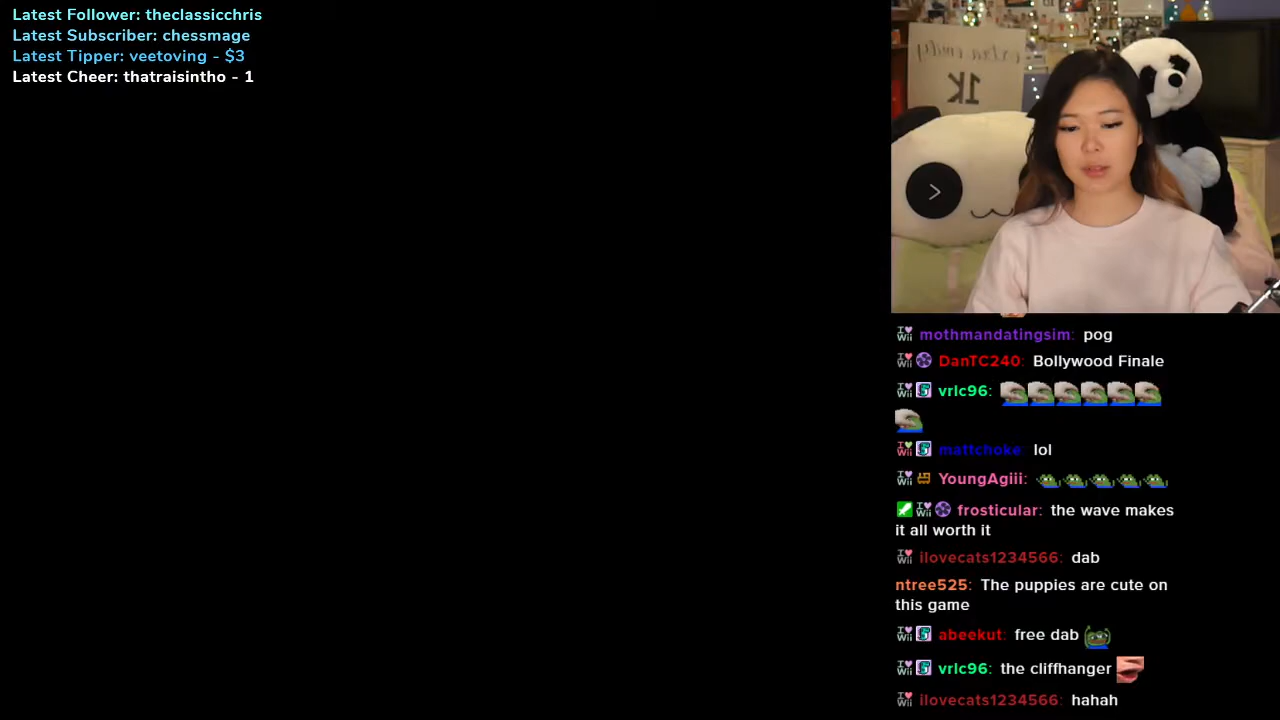 Latest Follower: theclassicchris
Latest Subscriber: chessmage
Latest Tipper: veetoving - $3
Latest Cheer: thatraisintho - 1
extra emily
1K
mothmandatingsim: pog
DanTC240: Bollywood Finale
vrlc96:
mattchoke: lol
YoungAgiii:
frosticular: the wave makes
it all worth it
ilovecats1234566: dab
ntree525: The puppies are cute on
this game
abeekut: free dab
vrlc96: the cliffhanger
ilovecats1234566: hahah